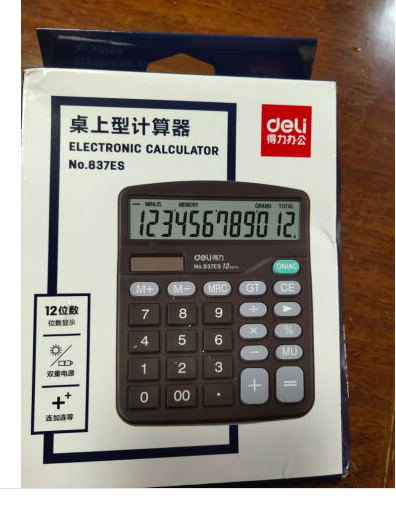 桌上型计算器
ELECTRONIC CALCULATOR
No.837ES
deli
得力办公
MINUS MEMORY GRAND TOTAL
123456789012.
deli得力
No.837ES 12
ON/AC
M+ M− MRC GT CE
7 8 9 ÷ ▶
4 5 6 × %
1 2 3 − MU
0 00 · + =
12位数
位数显示
双重电源
++
连加连等